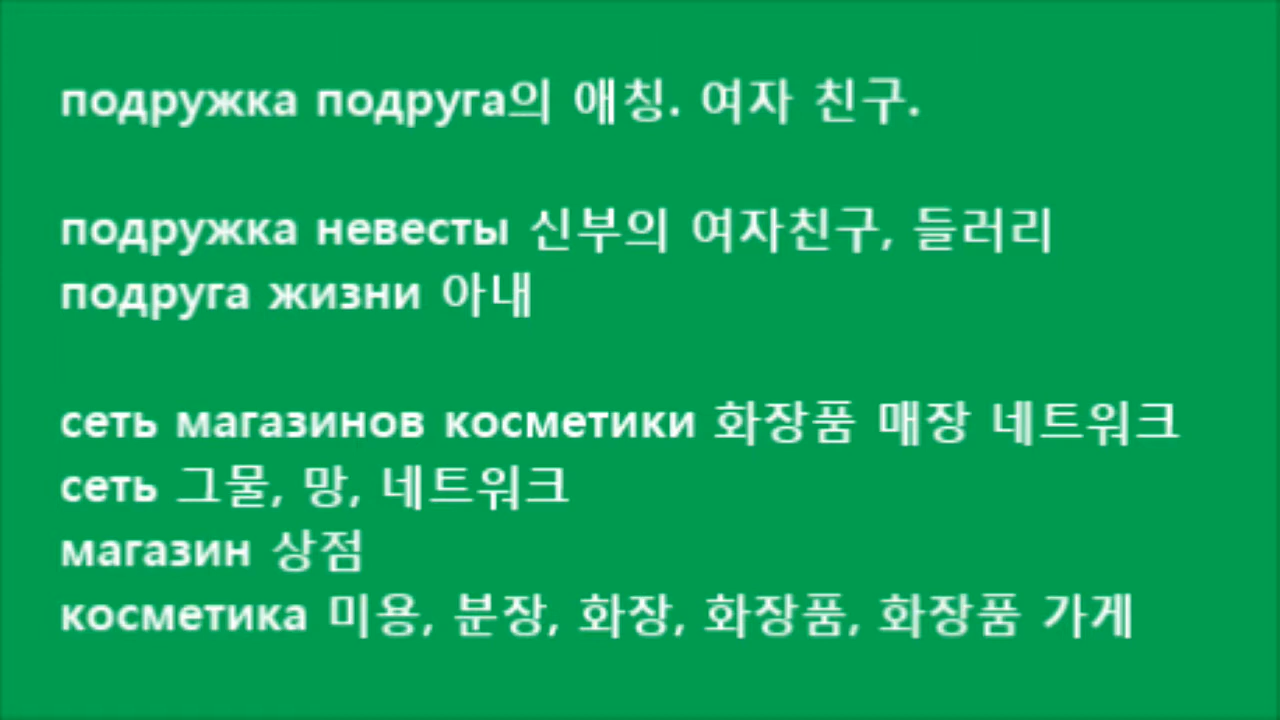 подружка подруга의 애칭. 여자 친구.
подружка невесты 신부의 여자친구, 들러리
подруга жизни 아내
сеть магазинов косметики 화장품 매장 네트워크
сеть 그물, 망, 네트워크
магазин 상점
косметика 미용, 분장, 화장, 화장품, 화장품 가게